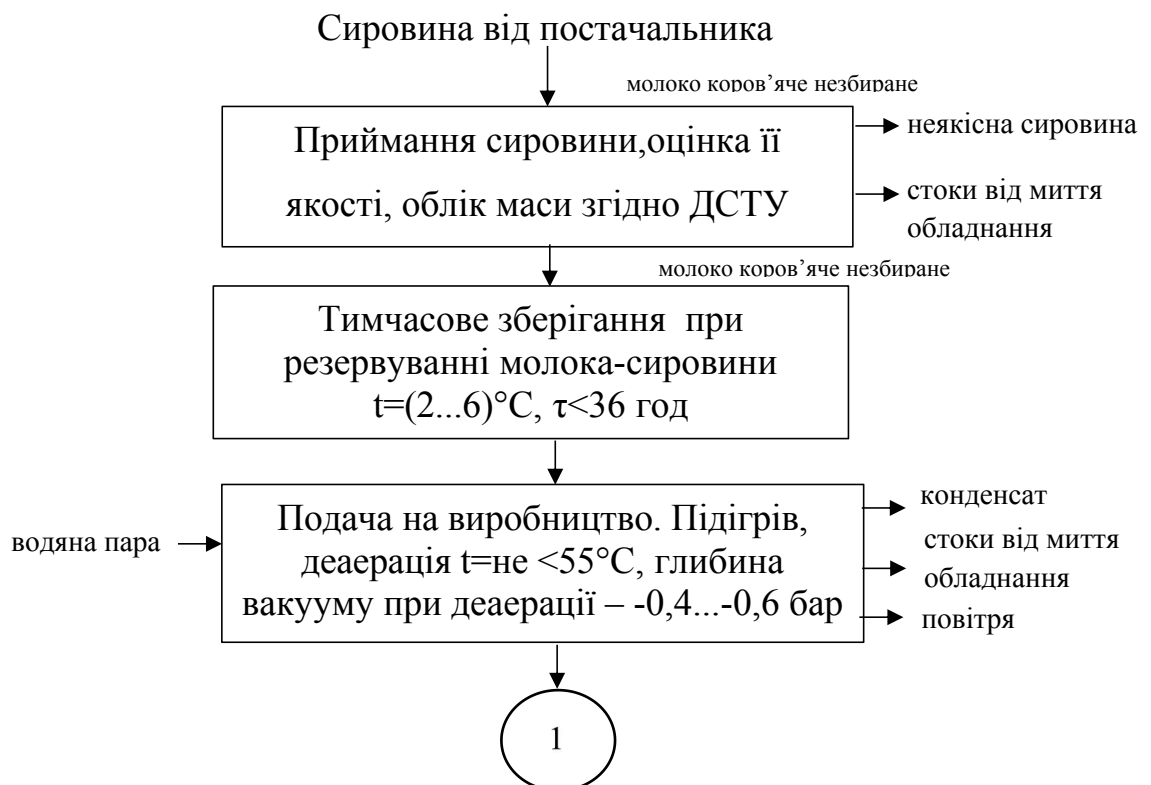 Сировина від постачальника
молоко коров’яче незбиране
Приймання сировини,оцінка її
якості, облік маси згідно ДСТУ
неякісна сировина
стоки від миття
обладнання
молоко коров’яче незбиране
Тимчасове зберігання при
резервуванні молока-сировини
t=(2...6)°C, τ<36 год
водяна пара
Подача на виробництво. Підігрів,
деаерація t=не <55°C, глибина
вакууму при деаерації – -0,4...-0,6 бар
конденсат
стоки від миття
обладнання
повітря
1